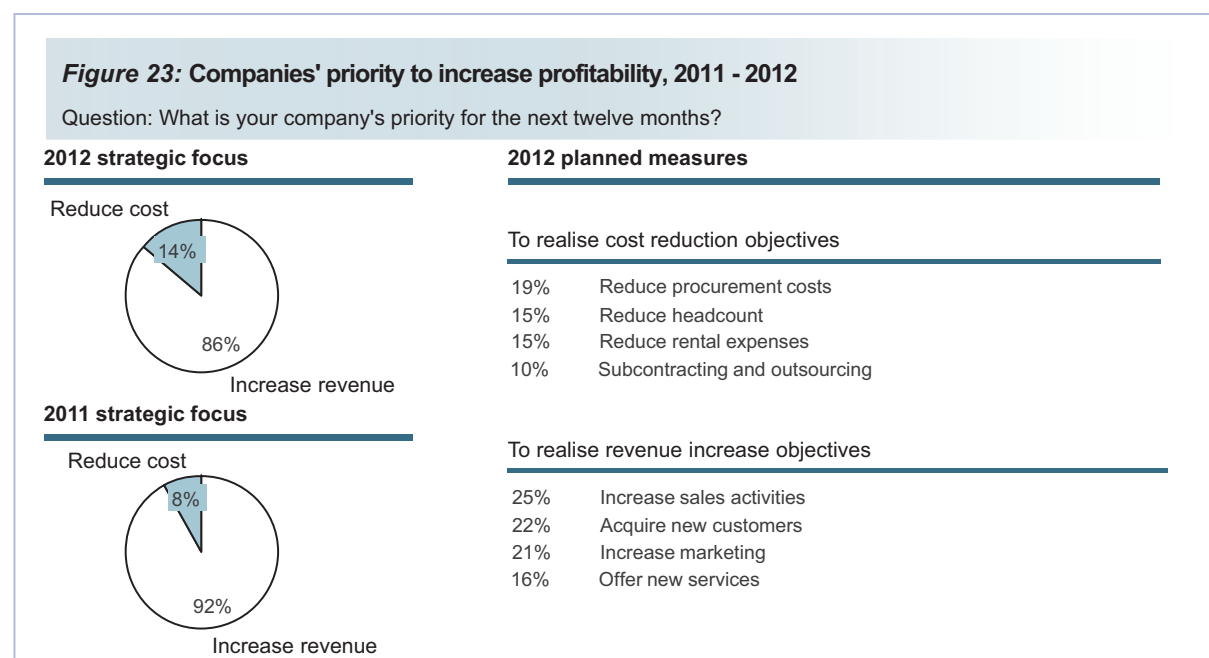 Figure 23: Companies' priority to increase profitability, 2011 - 2012
Question: What is your company's priority for the next twelve months?
2012 strategic focus
Reduce cost
14%
86%
Increase revenue
2011 strategic focus
Reduce cost
8%
92%
Increase revenue
2012 planned measures
To realise cost reduction objectives
19% Reduce procurement costs
15% Reduce headcount
15% Reduce rental expenses
10% Subcontracting and outsourcing
To realise revenue increase objectives
25% Increase sales activities
22% Acquire new customers
21% Increase marketing
16% Offer new services